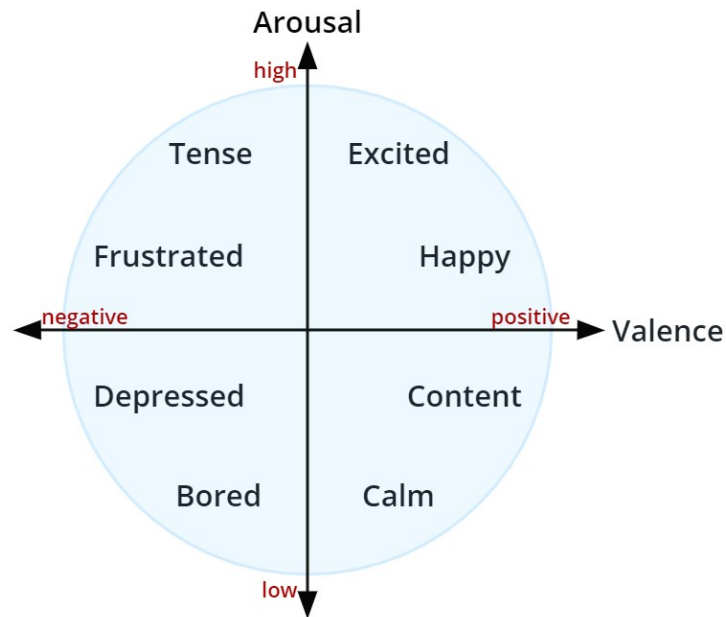 Arousal
high
Tense Excited
Frustrated Happy
negative positive
Valence
Depressed Content
Bored Calm
low